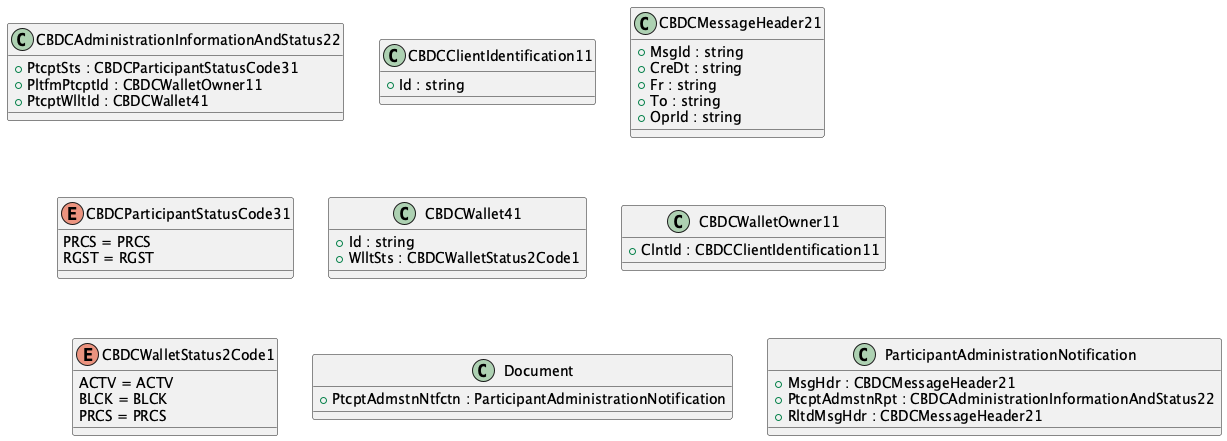 C CBDCAdministrationInformationAndStatus22
PtcptSts : CBDCParticipantStatusCode31
PltfmPtcptId : CBDCWalletOwner11
PtcptWlltId : CBDCWallet41
C CBDCClientIdentification11
Id : string
C CBDCMessageHeader21
MsgId : string
CreDt : string
Fr : string
To : string
OprId : string
E CBDCParticipantStatusCode31
PRCS = PRCS
RGST = RGST
C CBDCWallet41
Id : string
WlltSts : CBDCWalletStatus2Code1
C CBDCWalletOwner11
ClntId : CBDCClientIdentification11
E CBDCWalletStatus2Code1
ACTV = ACTV
BLCK = BLCK
PRCS = PRCS
C Document
PtcptAdmstnNtfctn : ParticipantAdministrationNotification
C ParticipantAdministrationNotification
MsgHdr : CBDCMessageHeader21
PtcptAdmstnRpt : CBDCAdministrationInformationAndStatus22
RltdMsgHdr : CBDCMessageHeader21